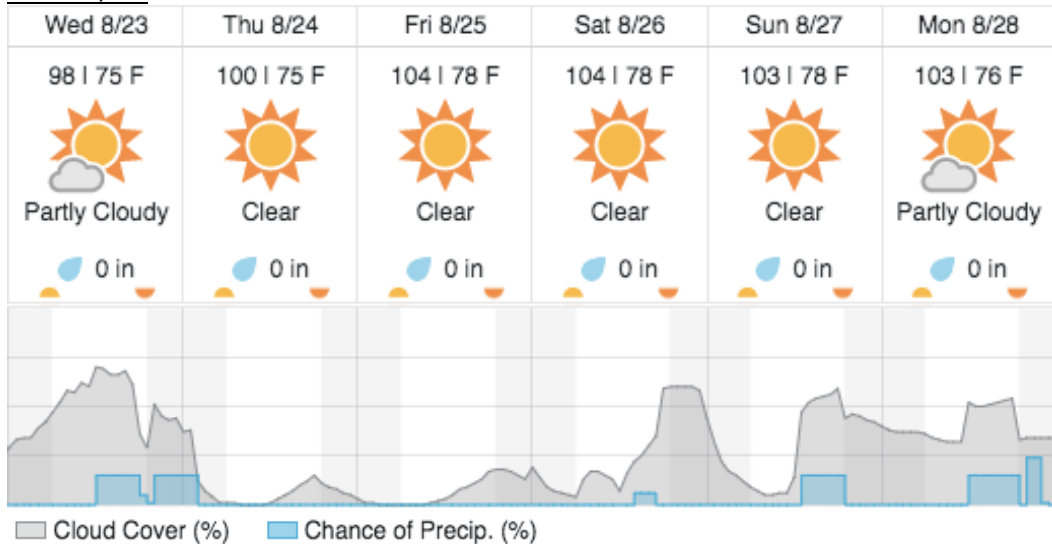 Wed 8/23 Thu 8/24 Fri 8/25 Sat 8/26 Sun 8/27 Mon 8/28
98 | 75 F 100 | 75 F 104 | 78 F 104 | 78 F 103 | 78 F 103 | 76 F
Partly Cloudy Clear Clear Clear Clear Partly Cloudy
0 in 0 in 0 in 0 in 0 in 0 in
Cloud Cover (%) Chance of Precip. (%)